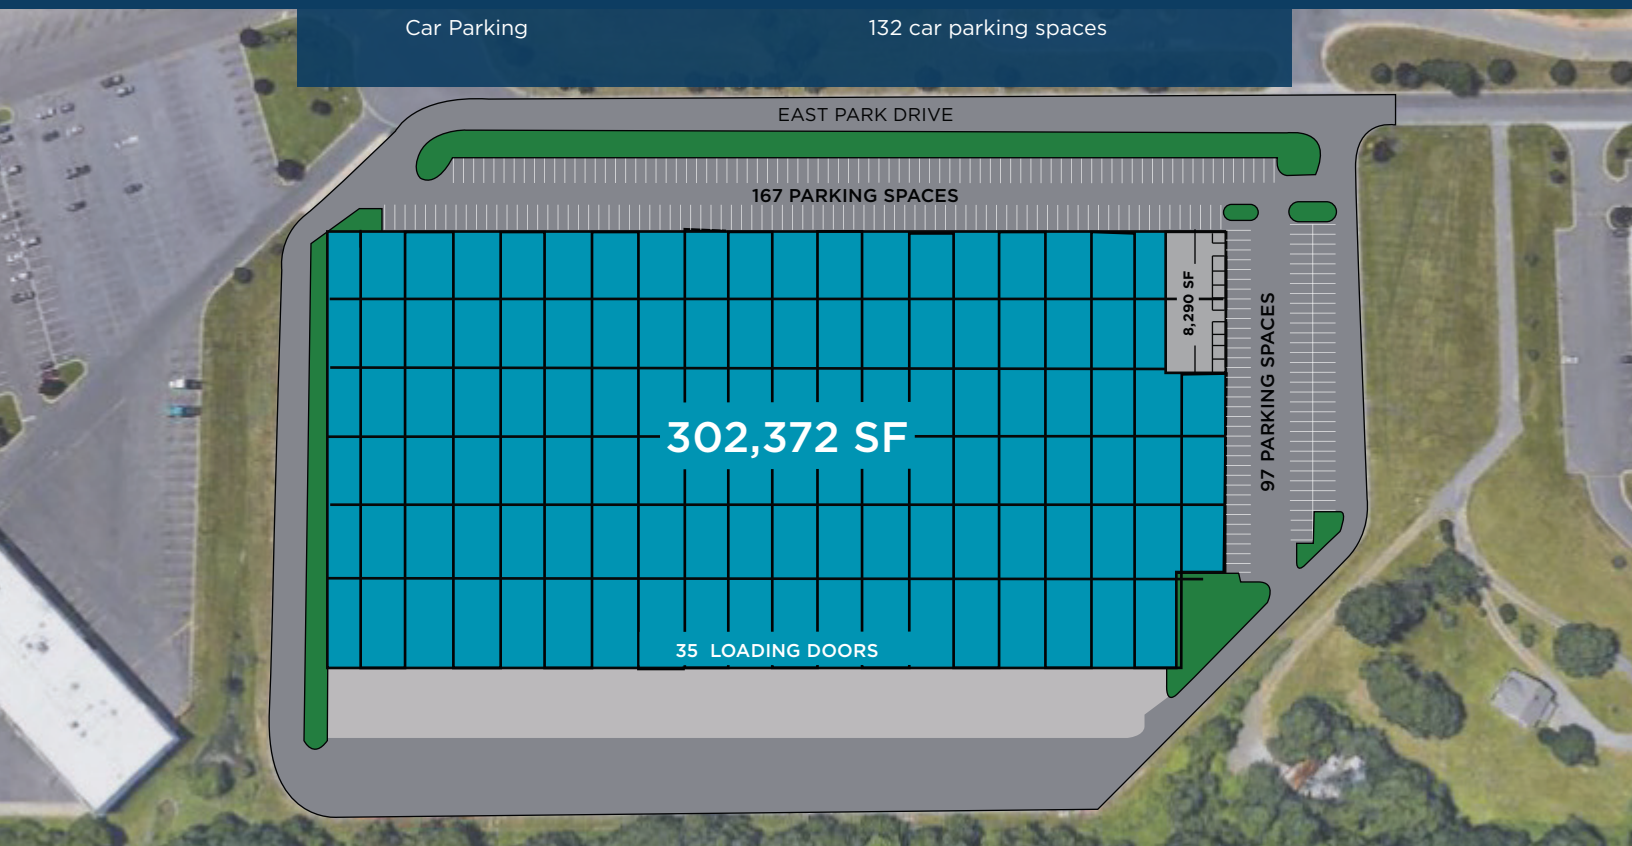 Car Parking 132 car parking spaces
EAST PARK DRIVE
167 PARKING SPACES
8,290 SF
97 PARKING SPACES
302,372 SF
35 LOADING DOORS